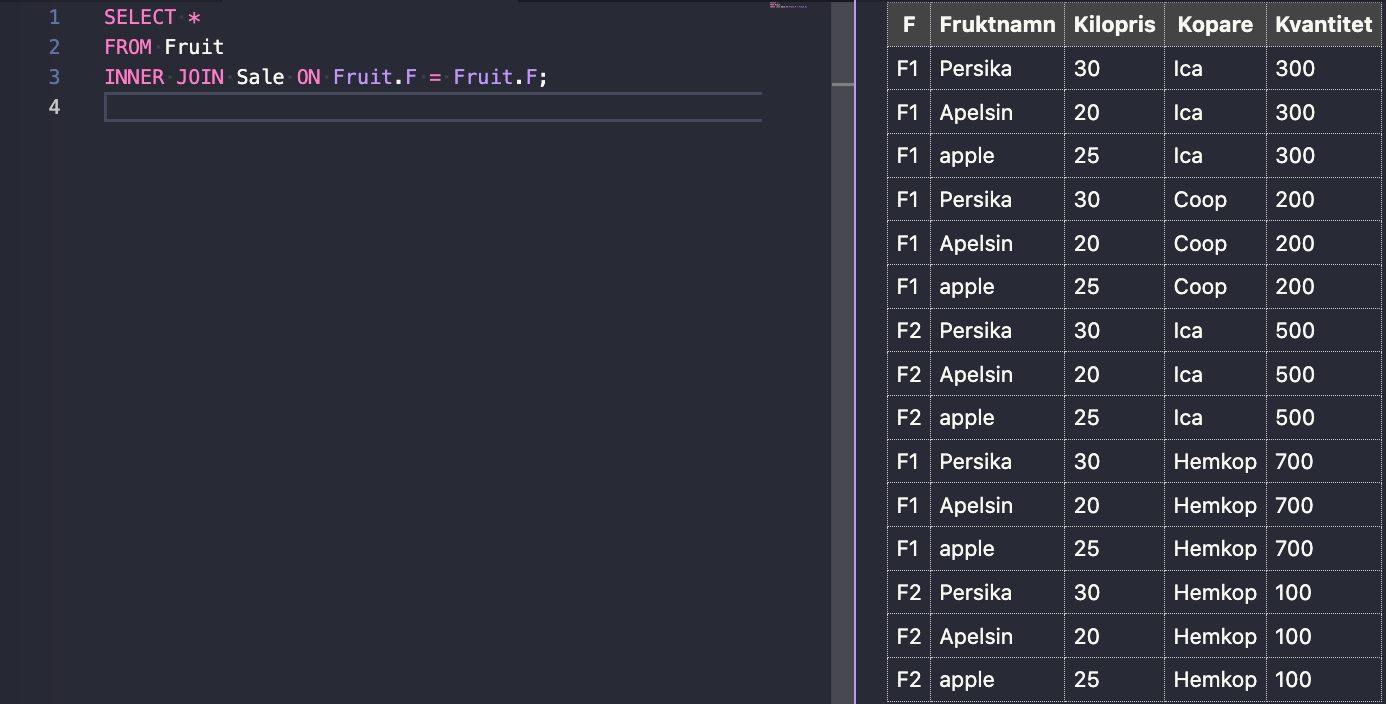 1 SELECT *
2 FROM Fruit
3 INNER JOIN Sale ON Fruit.F = Fruit.F;
4
F Fruktnamn Kilopris Kopare Kvantitet
F1 Persika 30 Ica 300
F1 Apelsin 20 Ica 300
F1 apple 25 Ica 300
F1 Persika 30 Coop 200
F1 Apelsin 20 Coop 200
F1 apple 25 Coop 200
F2 Persika 30 Ica 500
F2 Apelsin 20 Ica 500
F2 apple 25 Ica 500
F1 Persika 30 Hemkop 700
F1 Apelsin 20 Hemkop 700
F1 apple 25 Hemkop 700
F2 Persika 30 Hemkop 100
F2 Apelsin 20 Hemkop 100
F2 apple 25 Hemkop 100